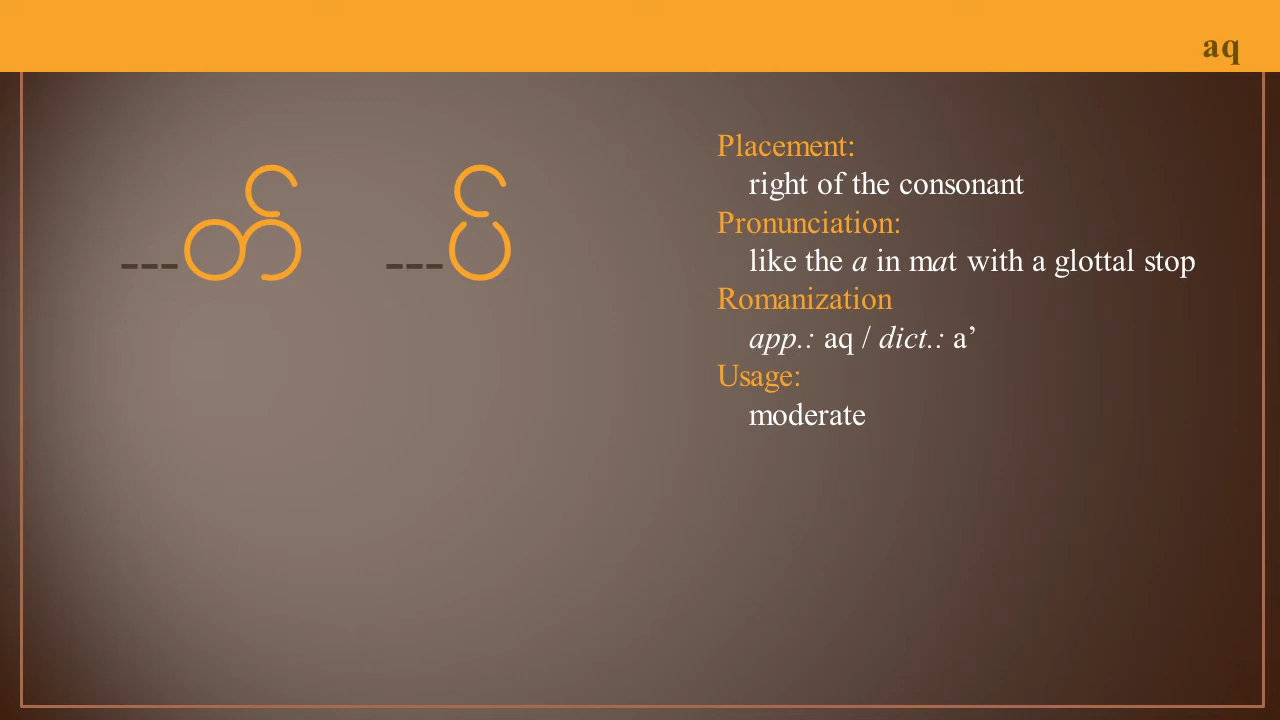 aq
---တ် ---ပ်
Placement:
right of the consonant
Pronunciation:
like the a in mat with a glottal stop
Romanization
app.: aq / dict.: a’
Usage:
moderate